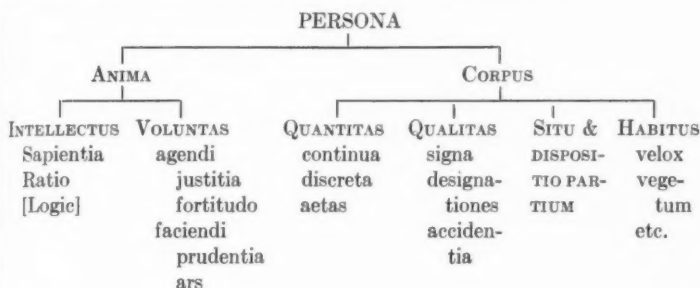 PERSONA
ANIMA CORPUS
INTELLECTUS VOLUNTAS QUANTITAS QUALITAS SITU & HABITUS
Sapientia agendi continua signa DISPOSI- velox
Ratio justitia discreta designa- TIO PAR- vege-
[Logic] fortitudo aetas tiones TIUM tum
faciendi acciden- etc.
prudentia tia
ars